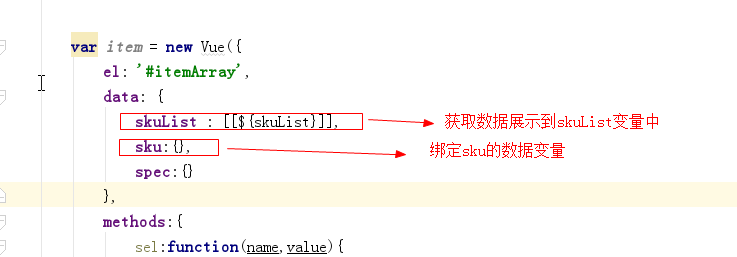 var item = new Vue({
el: '#itemArray',
data: {
skuList : [[${skuList}]], 获取数据展示到skuList变量中
sku:{}, 绑定sku的数据变量
spec:{}
},
methods:{
sel:function(name,value){